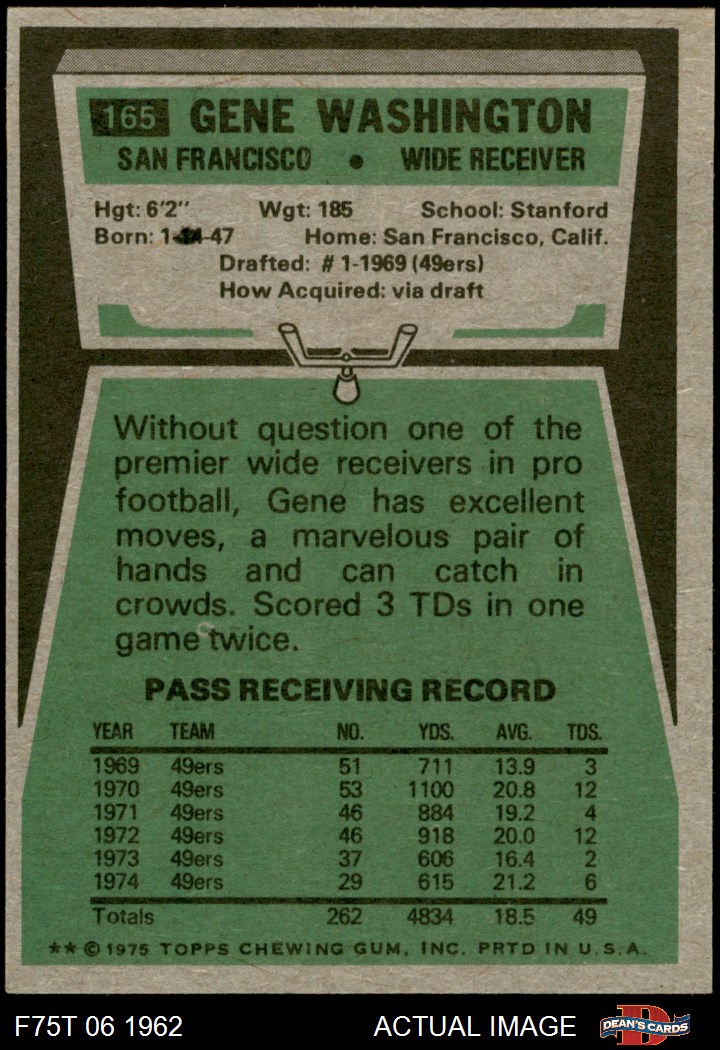 165 GENE WASHINGTON
SAN FRANCISCO • WIDE RECEIVER
Hgt: 6'2" Wgt: 185 School: Stanford
Born: 1-14-47 Home: San Francisco, Calif.
Drafted: #1-1969 (49ers)
How Acquired: via draft
Without question one of the
premier wide receivers in pro
football, Gene has excellent
moves, a marvelous pair of
hands and can catch in
crowds. Scored 3 TDs in one
game twice.
PASS RECEIVING RECORD
YEAR TEAM NO. YDS. AVG. TDS.
1969 49ers 51 711 13.9 3
1970 49ers 53 1100 20.8 12
1971 49ers 46 884 19.2 4
1972 49ers 46 918 20.0 12
1973 49ers 37 606 16.4 2
1974 49ers 29 615 21.2 6
Totals 262 4834 18.5 49
** © 1975 TOPPS CHEWING GUM, INC. PRTD IN U.S.A.
F75T 06 1962 ACTUAL IMAGE D DEAN'S CARDS